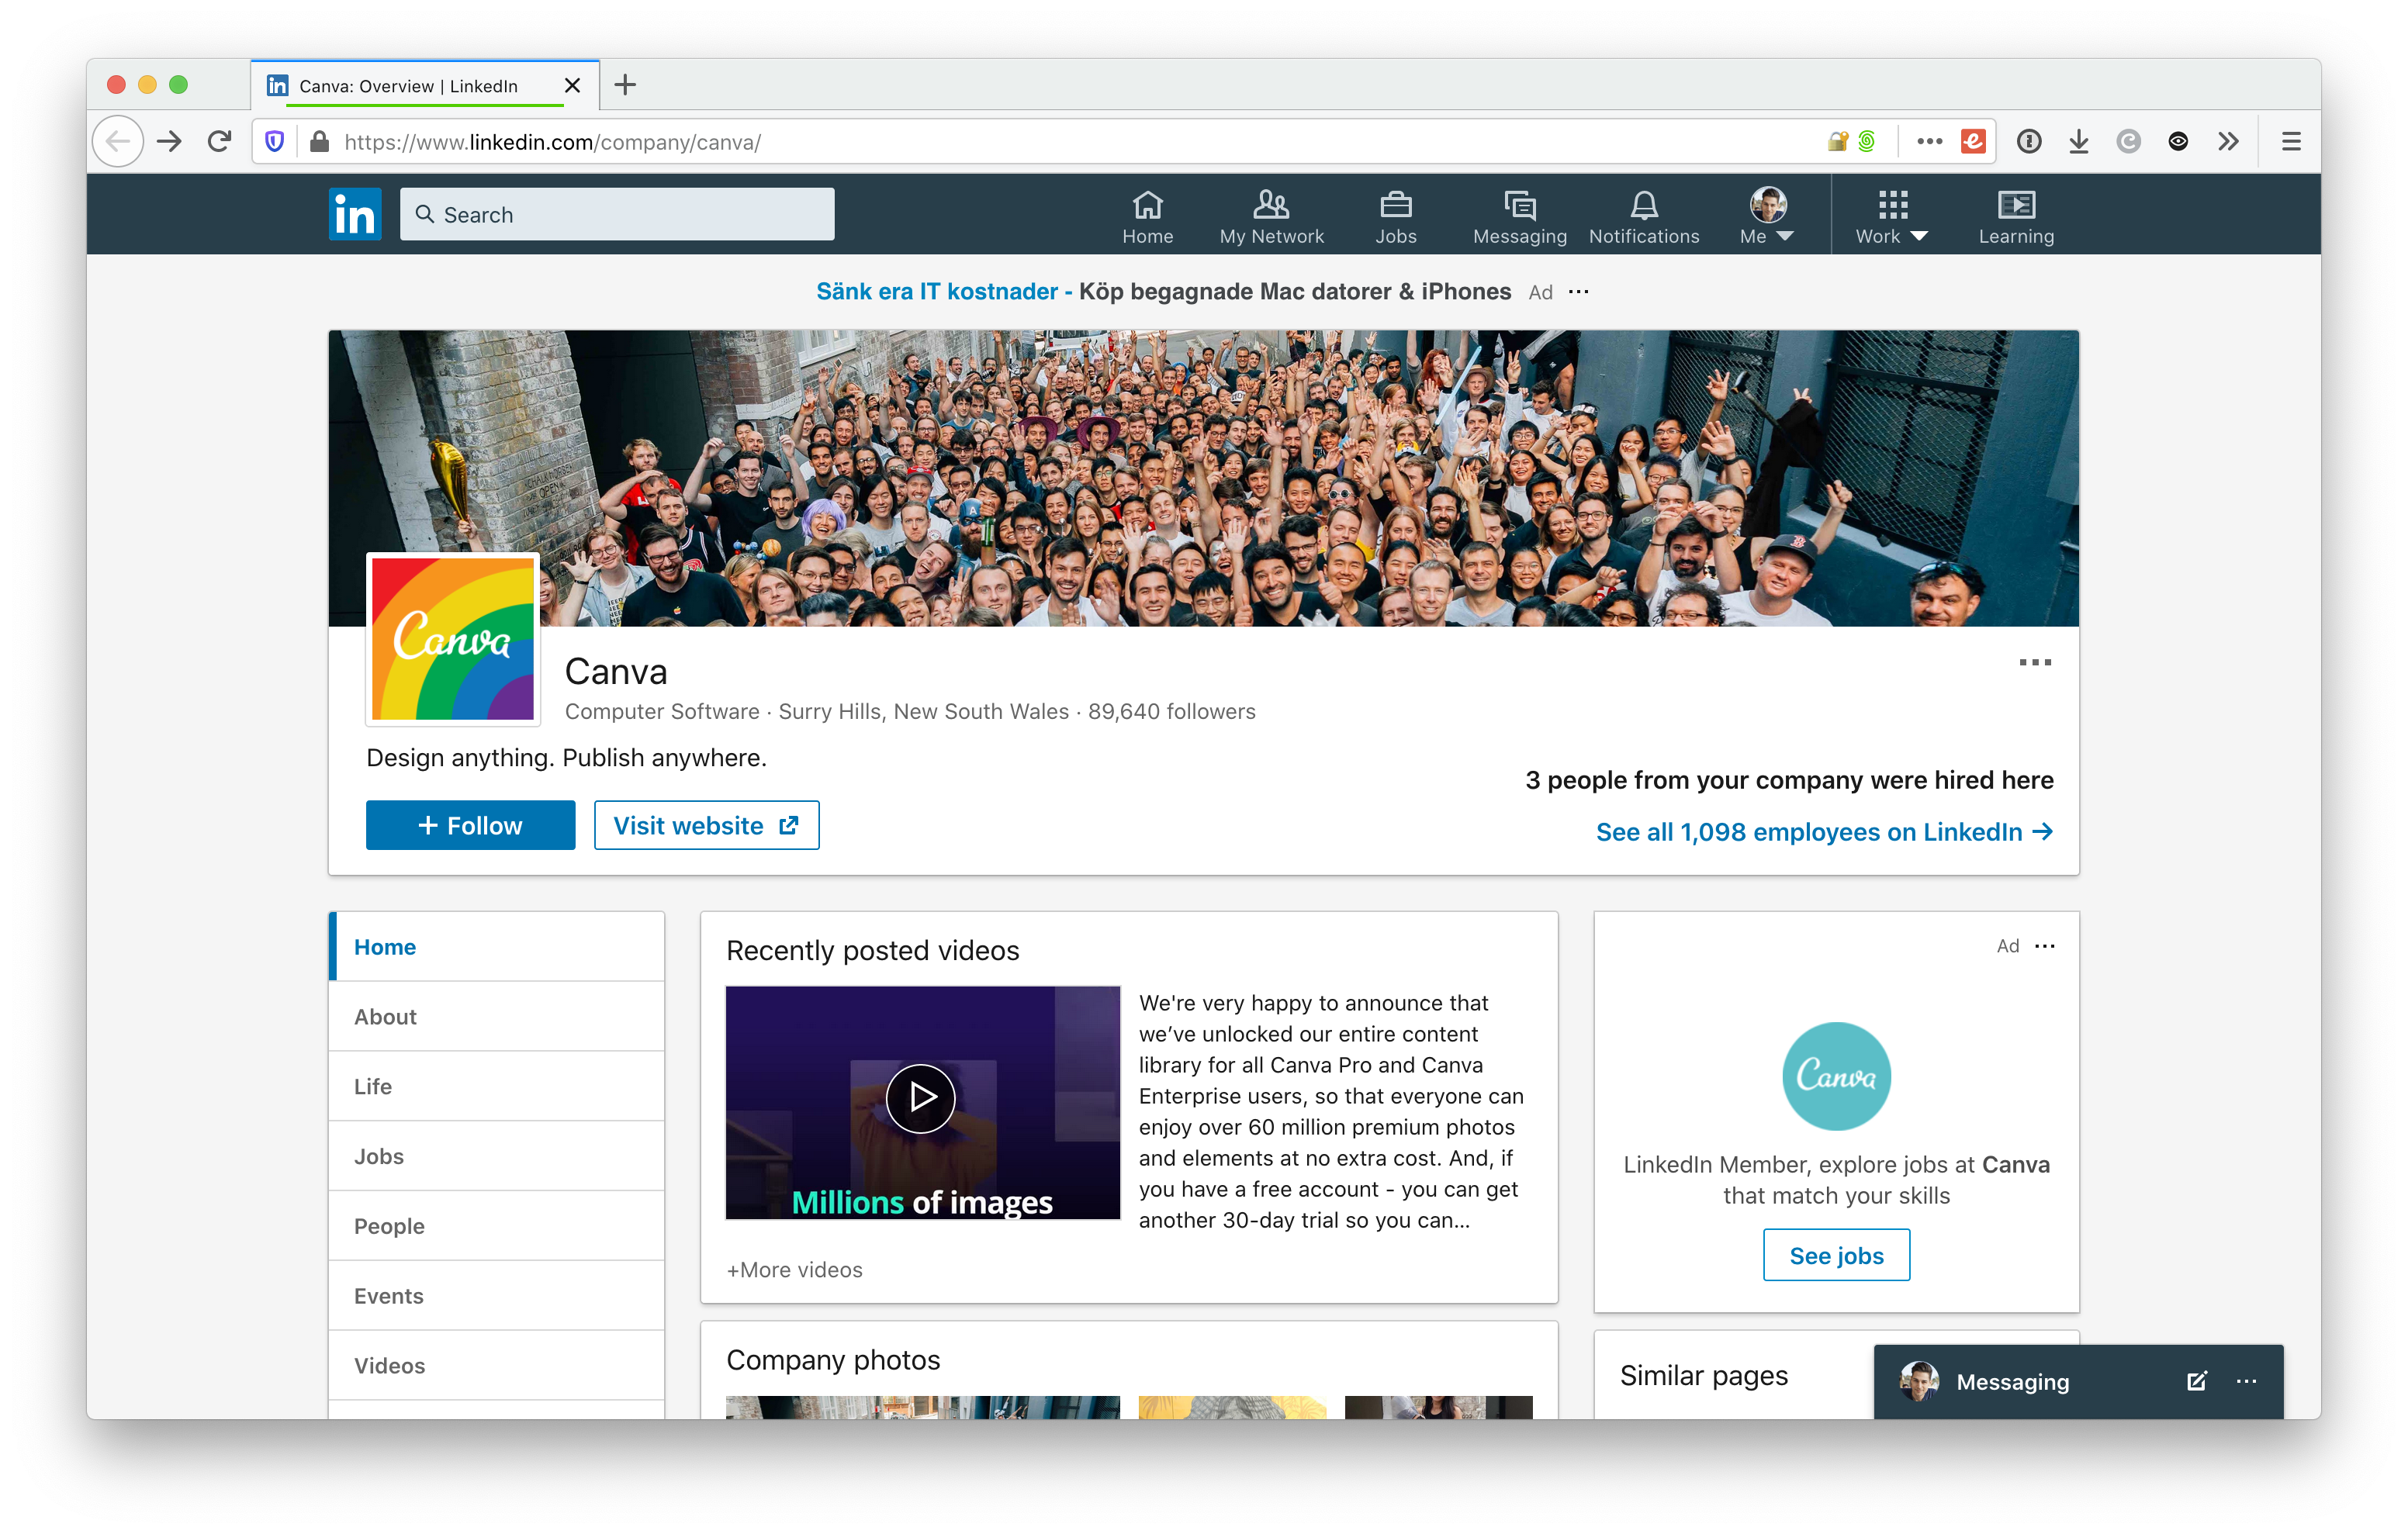 Canva: Overview | LinkedIn
https://www.linkedin.com/company/canva/
in
Search
Home
My Network
Jobs
Messaging
Notifications
Me
Work
Learning
Sänk era IT kostnader - Köp begagnade Mac datorer & iPhones Ad ···
Canva
Canva
Computer Software · Surry Hills, New South Wales · 89,640 followers
Design anything. Publish anywhere.
3 people from your company were hired here
+ Follow
Visit website
See all 1,098 employees on LinkedIn →
Home
About
Life
Jobs
People
Events
Videos
Recently posted videos
Millions of images
We're very happy to announce that
we’ve unlocked our entire content
library for all Canva Pro and Canva
Enterprise users, so that everyone can
enjoy over 60 million premium photos
and elements at no extra cost. And, if
you have a free account - you can get
another 30-day trial so you can...
+More videos
Company photos
Ad ···
Canva
LinkedIn Member, explore jobs at Canva
that match your skills
See jobs
Similar pages
Messaging